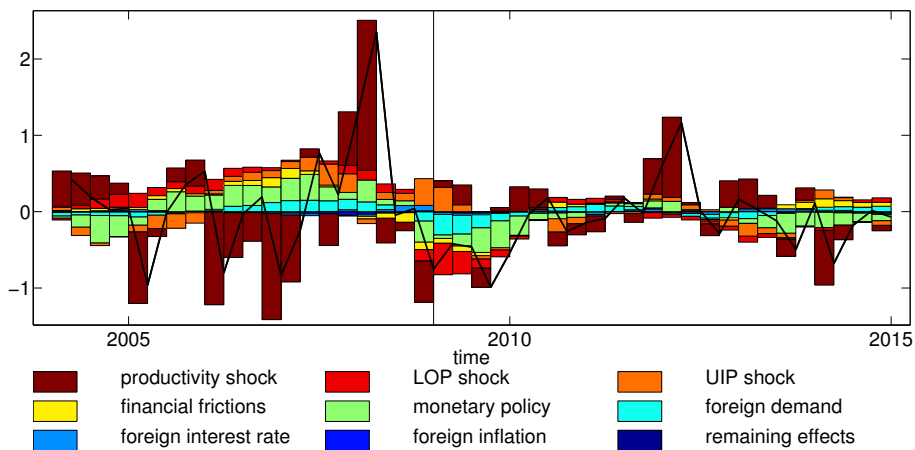 2
1
0
−1
2005 2010 2015
time
productivity shock LOP shock UIP shock
financial frictions monetary policy foreign demand
foreign interest rate foreign inflation remaining effects